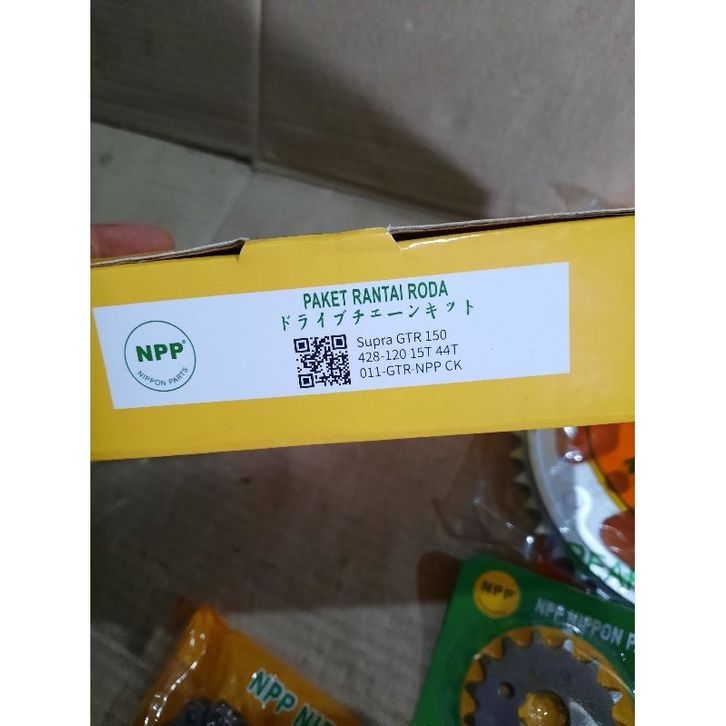 PAKET RANTAI RODA
ドライブチェーンキット
NPP®
NIPPON PARTS
Supra GTR 150
428-120 15T 44T
011-GTR-NPP CK
NPP
NPP NIPPON
NPP